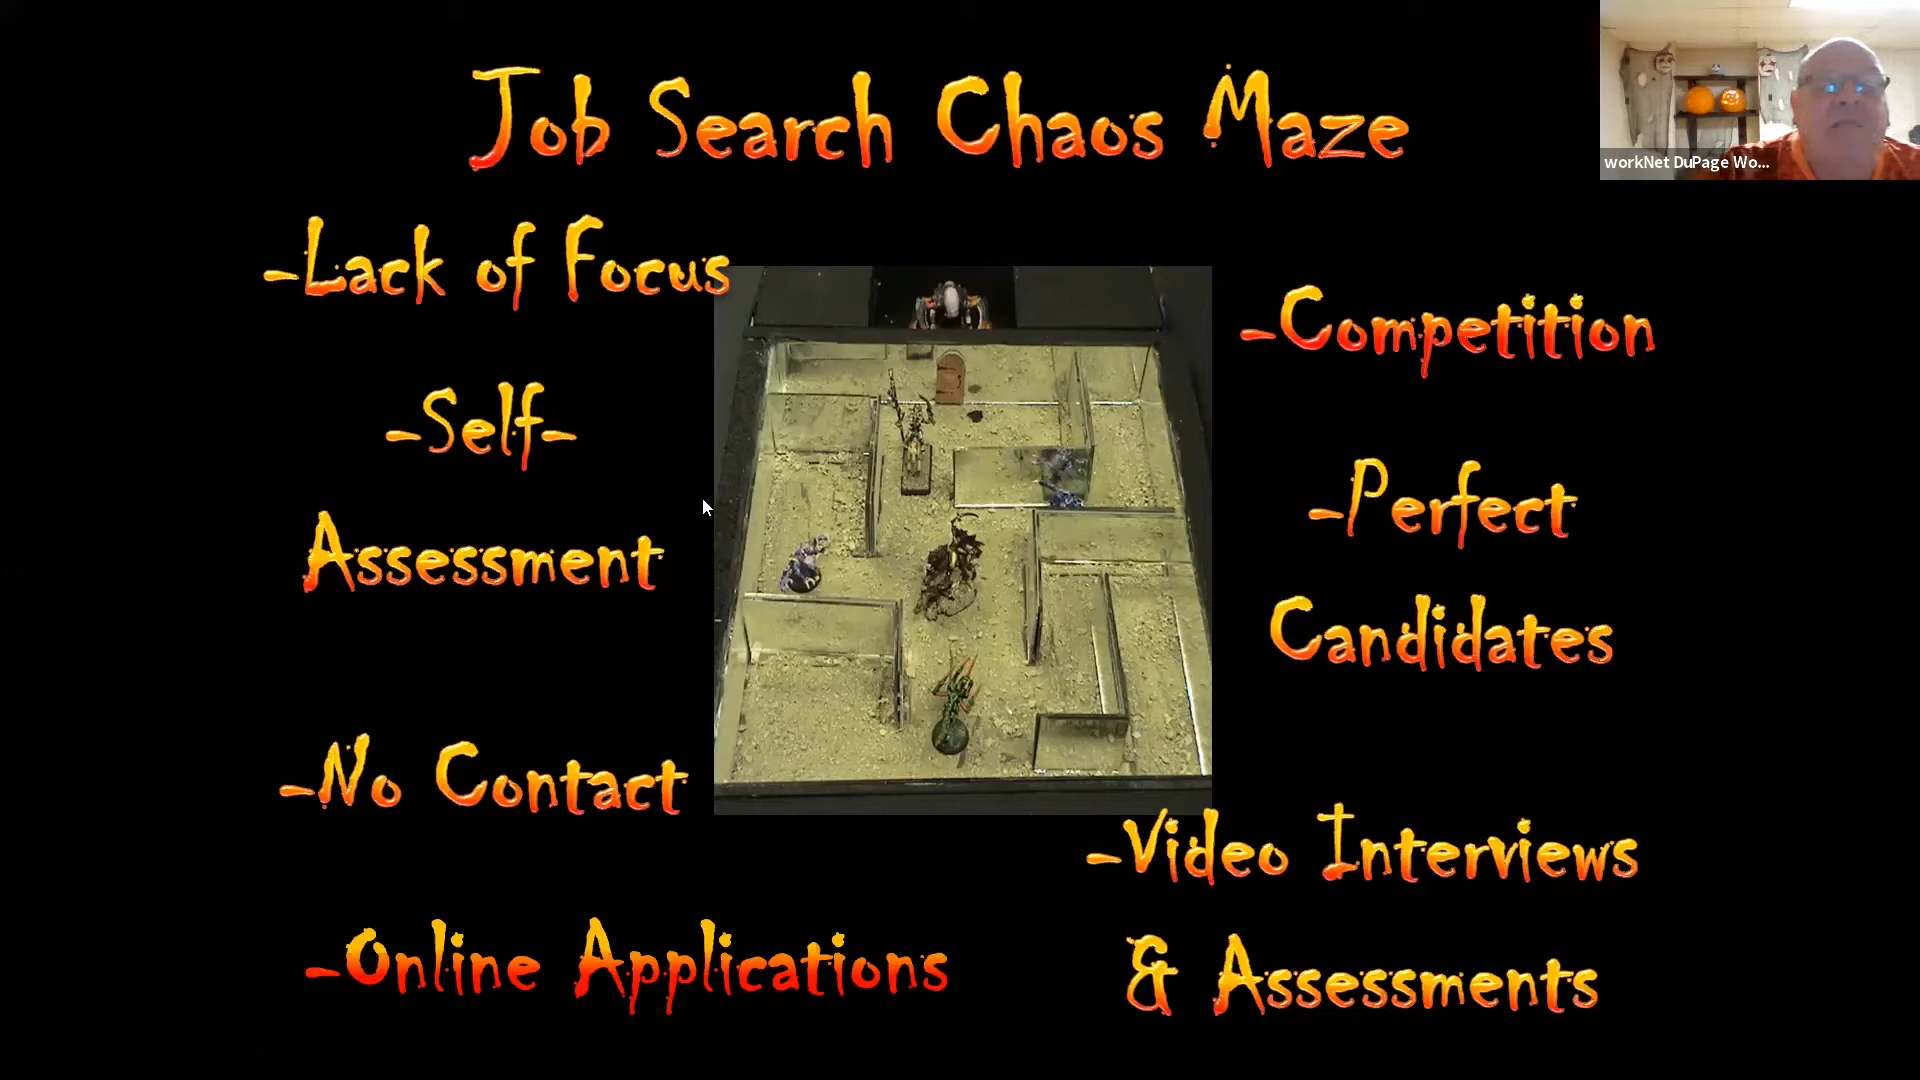 Job Search Chaos Maze
-Lack of Focus
-Self-
Assessment
-No Contact
-Online Applications
-Competition
-Perfect
Candidates
-Video Interviews
& Assessments
workNet DuPage Wo...